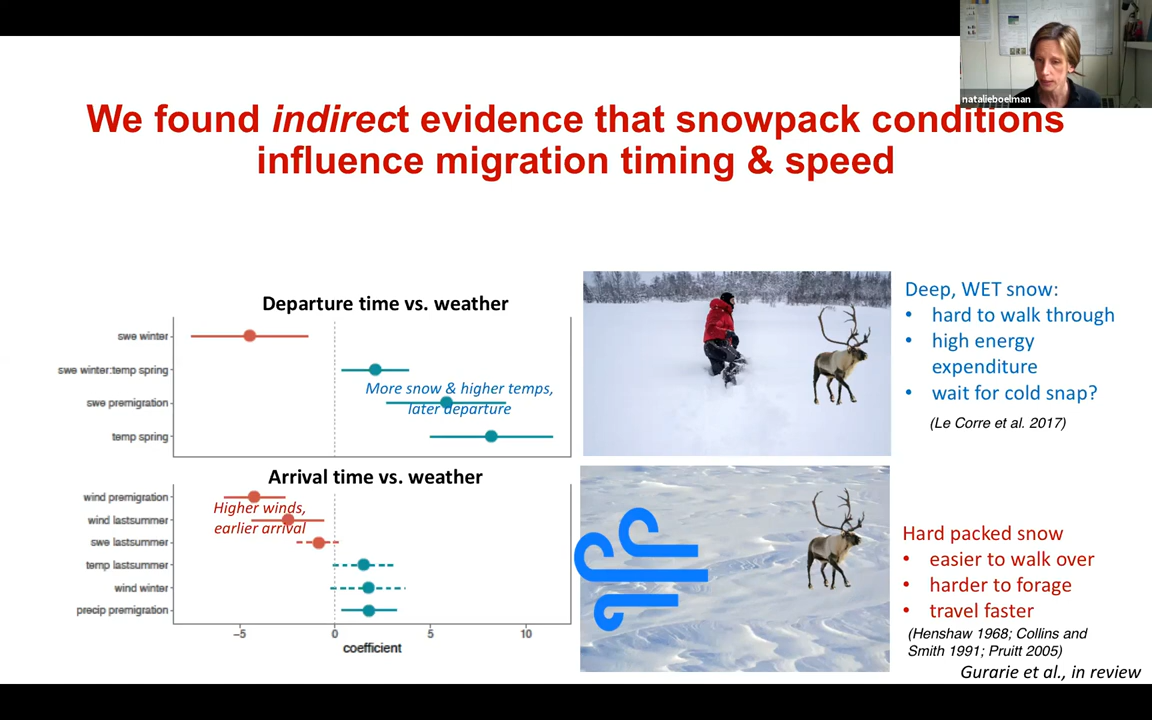 natalieboelman
We found indirect evidence that snowpack conditions
influence migration timing & speed
Departure time vs. weather
swe winter
swe winter:temp spring
swe premigration
temp spring
More snow & higher temps,
later departure
Arrival time vs. weather
wind premigration
wind lastsummer
swe lastsummer
temp lastsummer
wind winter
precip premigration
Higher winds,
earlier arrival
−5 0 5 10
coefficient
Deep, WET snow:
• hard to walk through
• high energy
expenditure
• wait for cold snap?
(Le Corre et al. 2017)
Hard packed snow
• easier to walk over
• harder to forage
• travel faster
(Henshaw 1968; Collins and
Smith 1991; Pruitt 2005)
Gurarie et al., in review